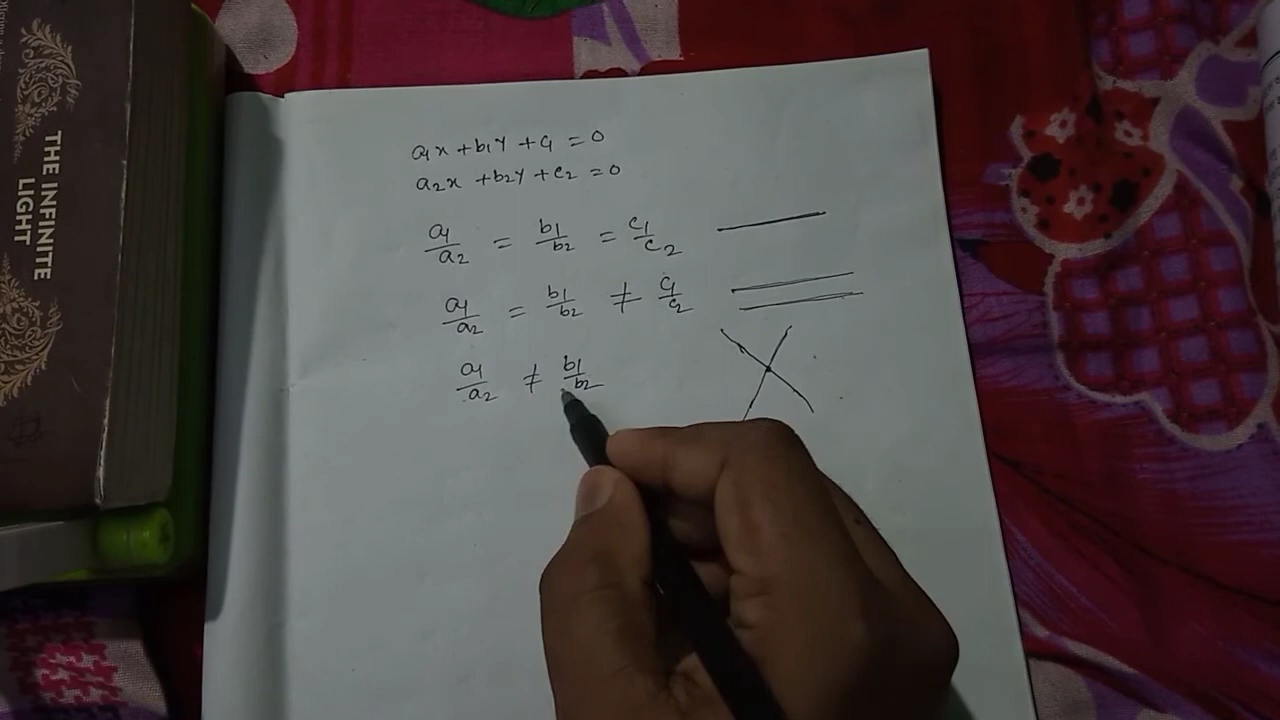 THE INFINITE
LIGHT
a1x + b1y + c1 = 0
a2x + b2y + c2 = 0
a1/a2 = b1/b2 = c1/c2
a1/a2 = b1/b2 ≠ c1/c2
a1/a2 ≠ b1/b2